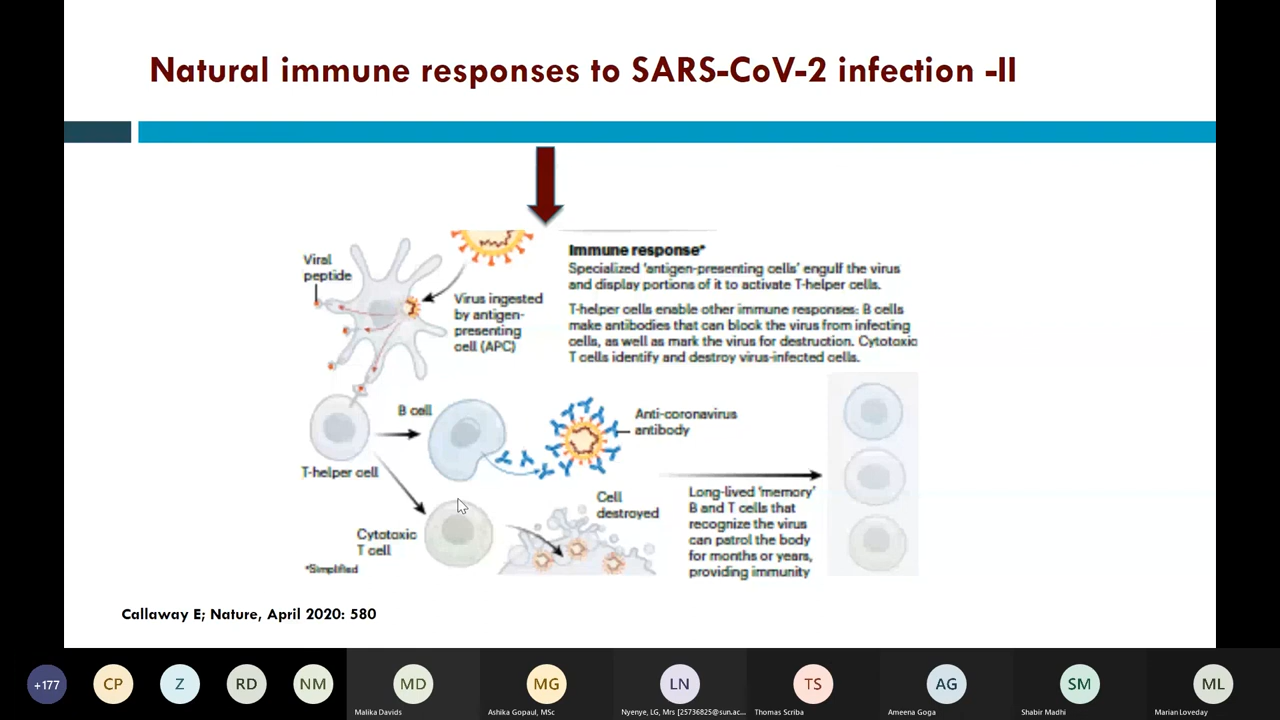 Natural immune responses to SARS-CoV-2 infection -II
Viral
peptide
Virus ingested
by antigen-
presenting
cell (APC)
Immune response*
Specialized ‘antigen-presenting cells’ engulf the virus
and display portions of it to activate T-helper cells.
T-helper cells enable other immune responses: B cells
make antibodies that can block the virus from infecting
cells, as well as mark the virus for destruction. Cytotoxic
T cells identify and destroy virus-infected cells.
B cell
Anti-coronavirus
antibody
T-helper cell
Cell
destroyed
Cytotoxic
T cell
*Simplified
Long-lived ‘memory’
B and T cells that
recognize the virus
can patrol the body
for months or years,
providing immunity
Callaway E; Nature, April 2020: 580
+177
CP
Z
RD
NM
MD
MG
LN
TS
AG
SM
ML
Malika Davids
Ashika Gopaul, MSc
Nyenye, LG, Mrs [25736825@sun.ac...
Thomas Scriba
Ameena Goga
Shabir Madhi
Marian Loveday